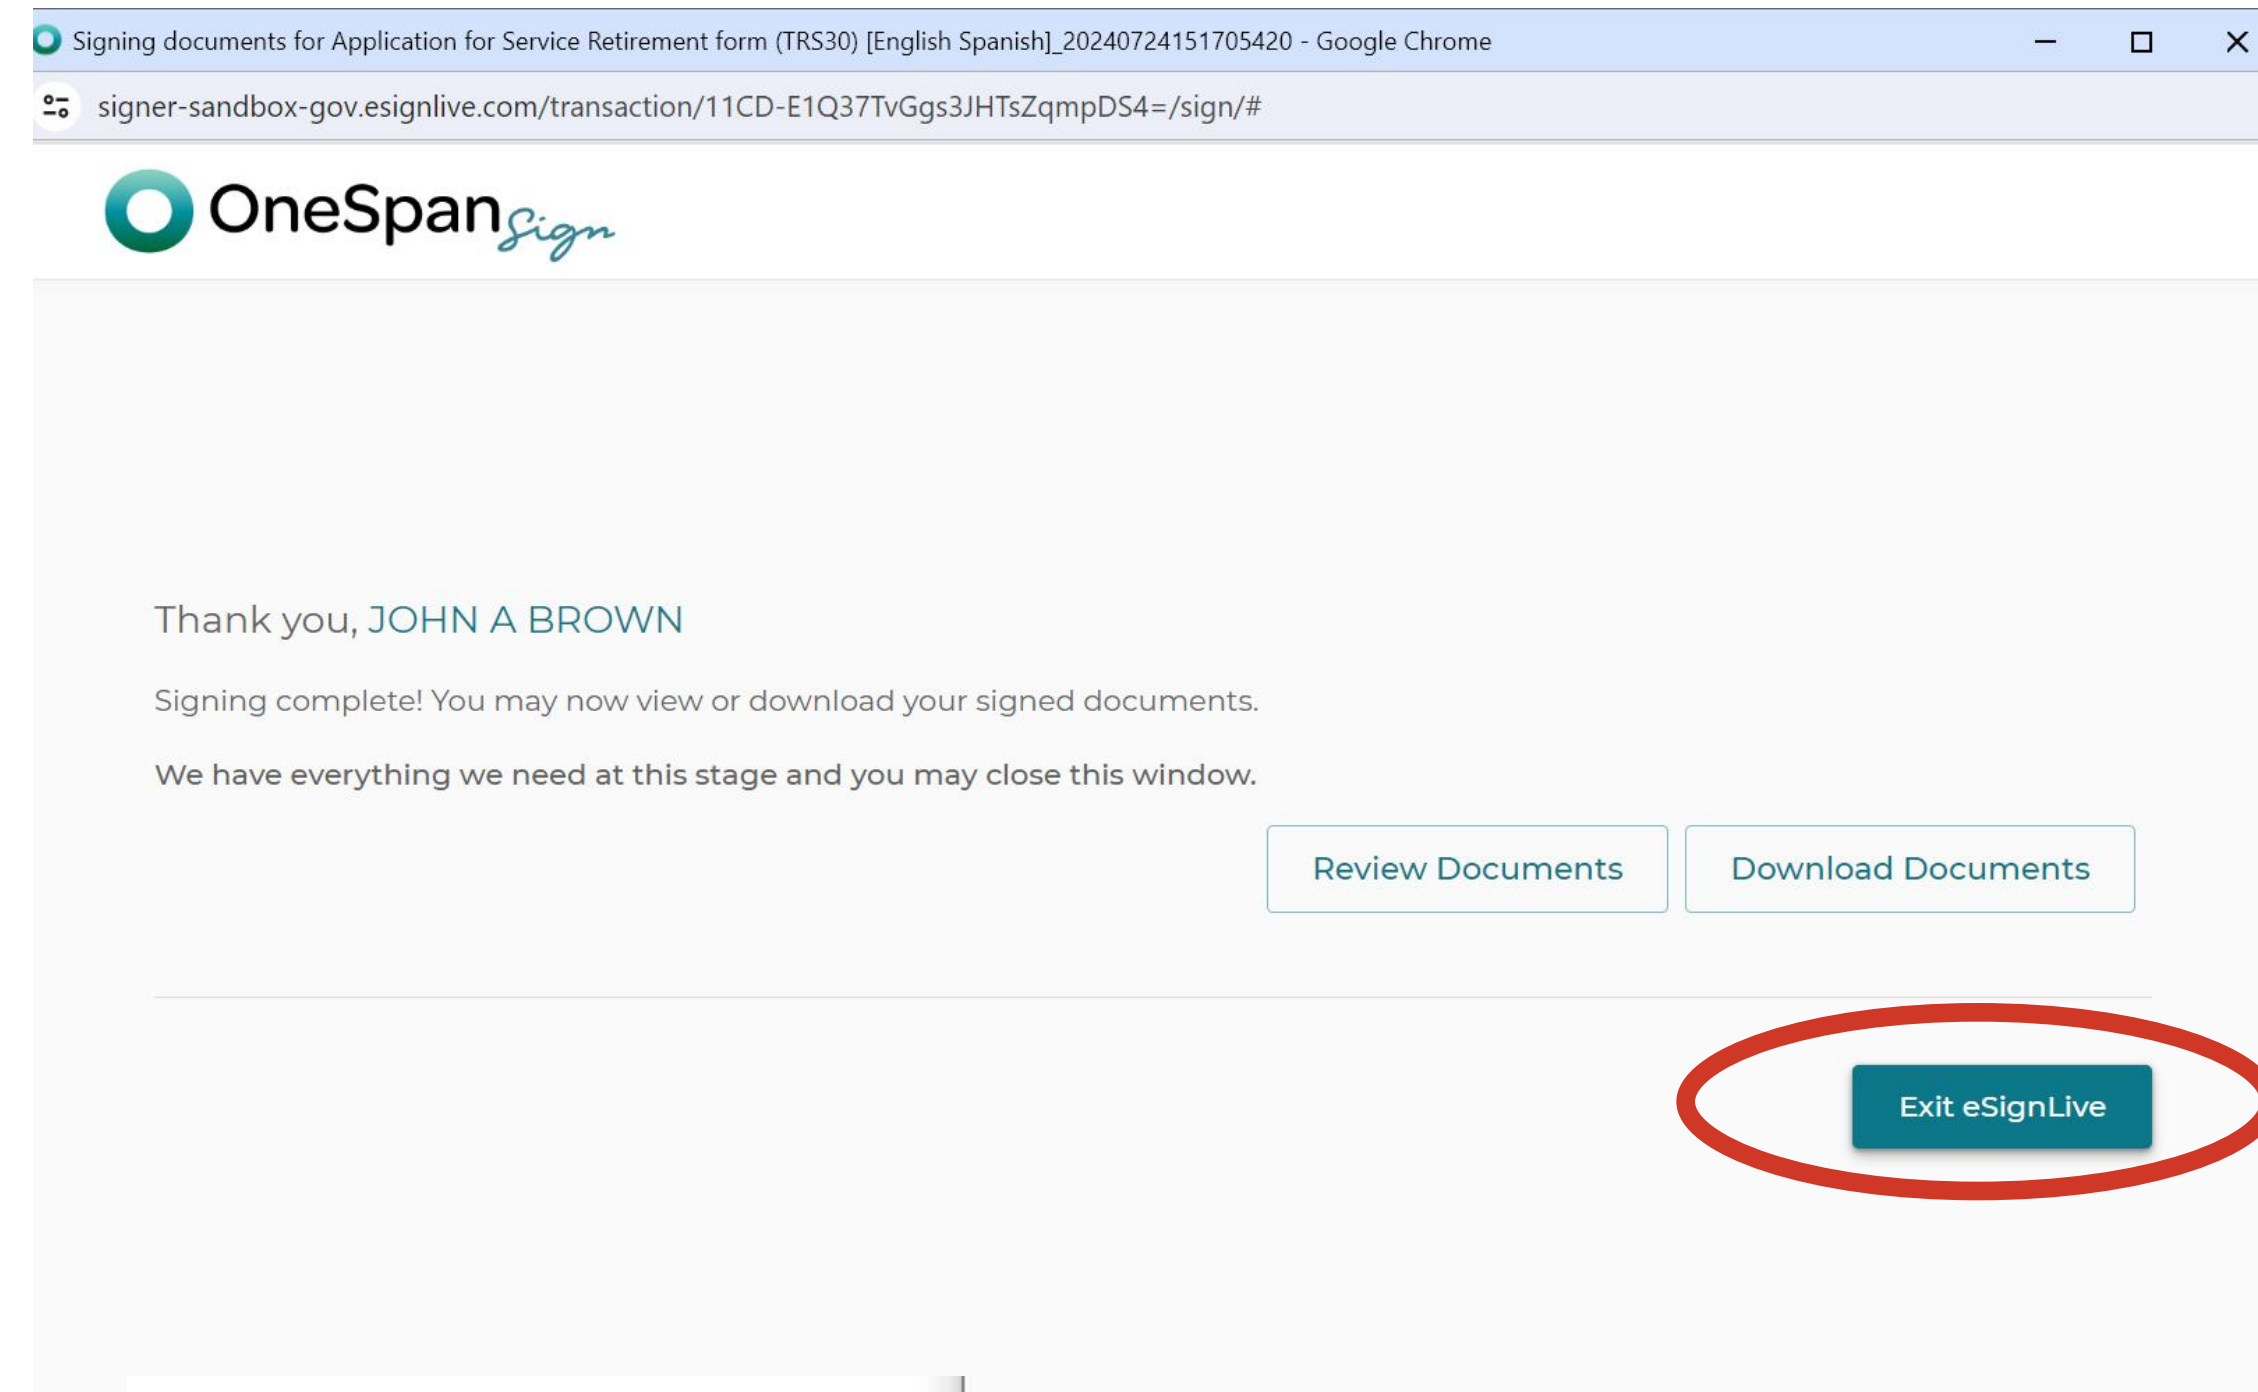 Signing documents for Application for Service Retirement form (TRS30) [English Spanish]_20240724151705420 - Google Chrome
signer-sandbox-gov.esignlive.com/transaction/11CD-E1Q37TvGgs3JHTsZqmpDS4=/sign/#
OneSpan Sign
Thank you, JOHN A BROWN
Signing complete! You may now view or download your signed documents.
We have everything we need at this stage and you may close this window.
Review Documents Download Documents
Exit eSignLive